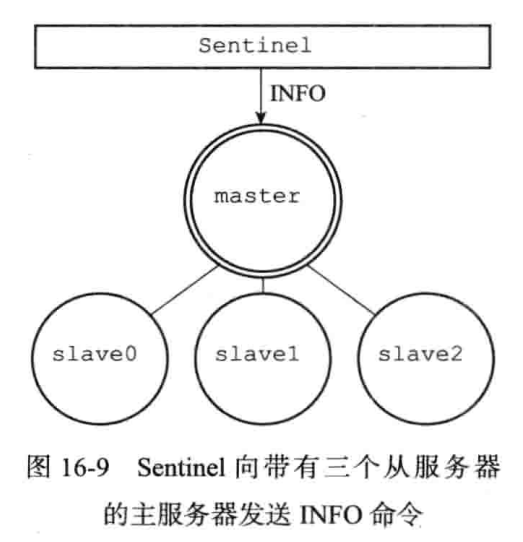 Sentinel
INFO
master
slave0 slave1 slave2
图 16-9 Sentinel 向带有三个从服务器
的主服务器发送 INFO 命令